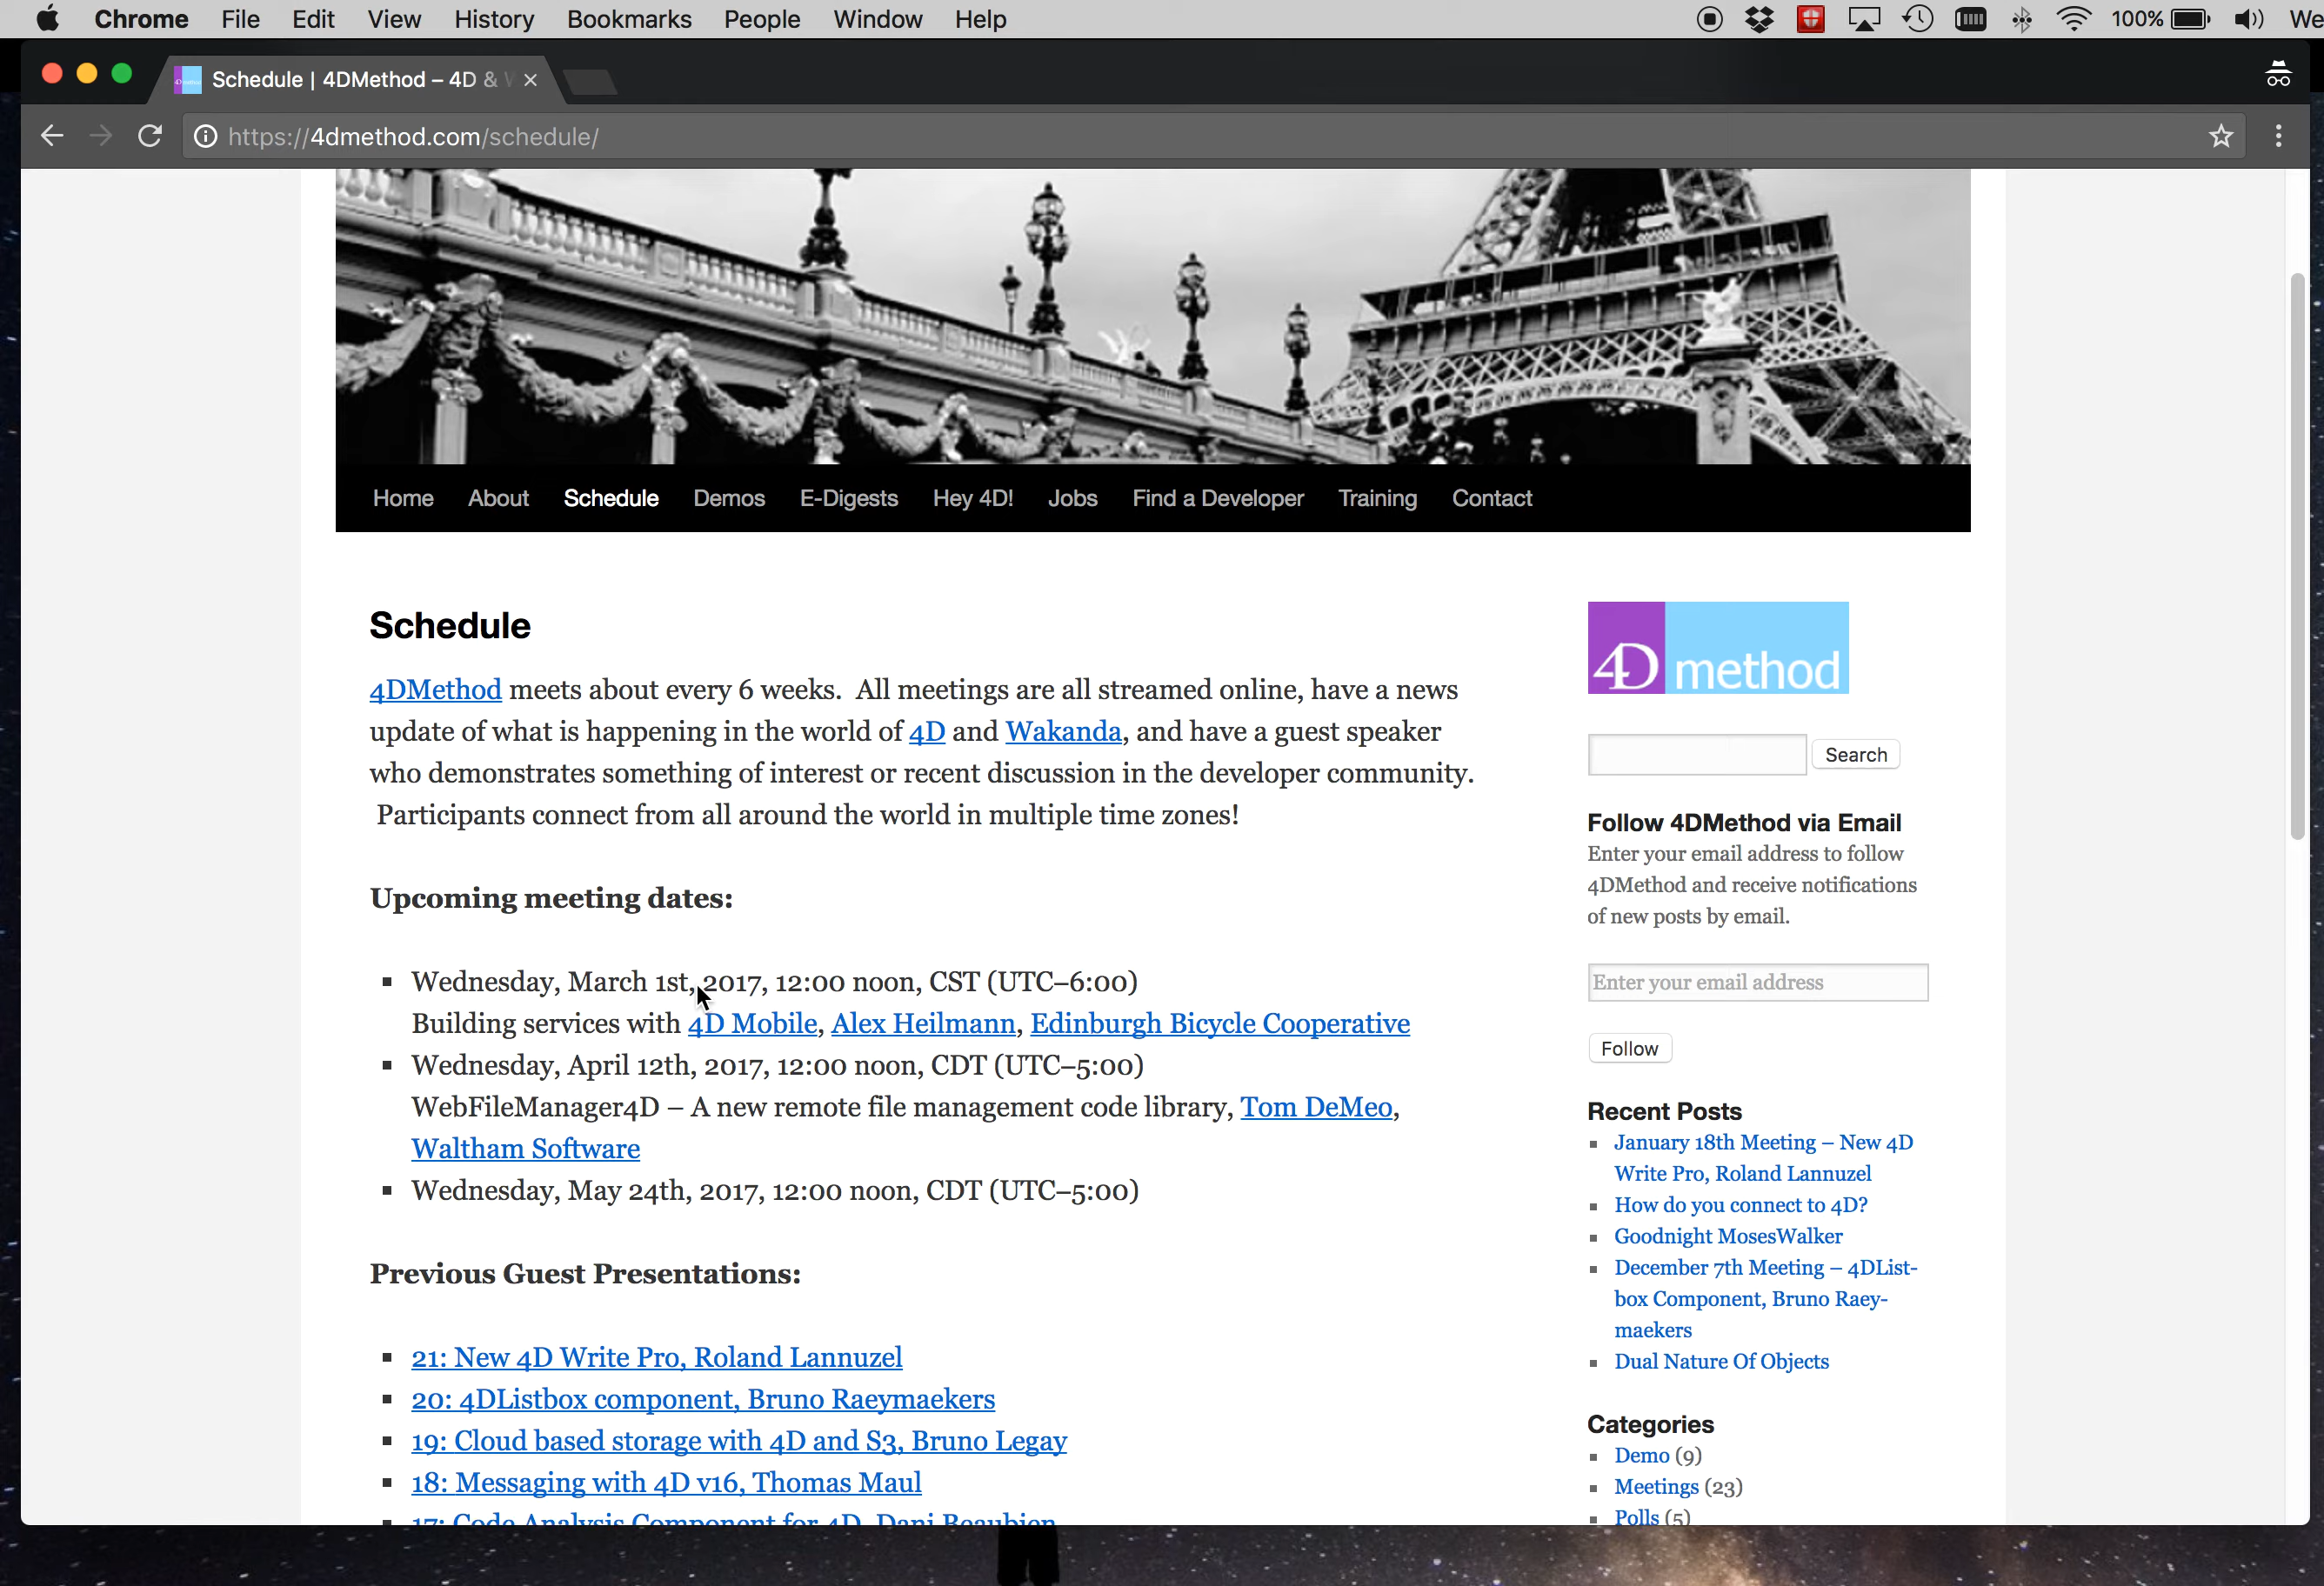 Chrome File Edit View History Bookmarks People Window Help 100% We
Schedule | 4DMethod – 4D &
https://4dmethod.com/schedule/
Home About Schedule Demos E-Digests Hey 4D! Jobs Find a Developer Training Contact
Schedule
4DMethod meets about every 6 weeks. All meetings are all streamed online, have a news
update of what is happening in the world of 4D and Wakanda, and have a guest speaker
who demonstrates something of interest or recent discussion in the developer community.
Participants connect from all around the world in multiple time zones!
Upcoming meeting dates:
Wednesday, March 1st, 2017, 12:00 noon, CST (UTC–6:00)
Building services with 4D Mobile, Alex Heilmann, Edinburgh Bicycle Cooperative
Wednesday, April 12th, 2017, 12:00 noon, CDT (UTC–5:00)
WebFileManager4D – A new remote file management code library, Tom DeMeo,
Waltham Software
Wednesday, May 24th, 2017, 12:00 noon, CDT (UTC–5:00)
Previous Guest Presentations:
21: New 4D Write Pro, Roland Lannuzel
20: 4DListbox component, Bruno Raeymaekers
19: Cloud based storage with 4D and S3, Bruno Legay
18: Messaging with 4D v16, Thomas Maul
17: Code Analysis Component for 4D, Dani Beaubien
4D method
Search
Follow 4DMethod via Email
Enter your email address to follow
4DMethod and receive notifications
of new posts by email.
Enter your email address
Follow
Recent Posts
January 18th Meeting – New 4D
Write Pro, Roland Lannuzel
How do you connect to 4D?
Goodnight MosesWalker
December 7th Meeting – 4DList-
box Component, Bruno Raey-
maekers
Dual Nature Of Objects
Categories
Demo (9)
Meetings (23)
Polls (5)